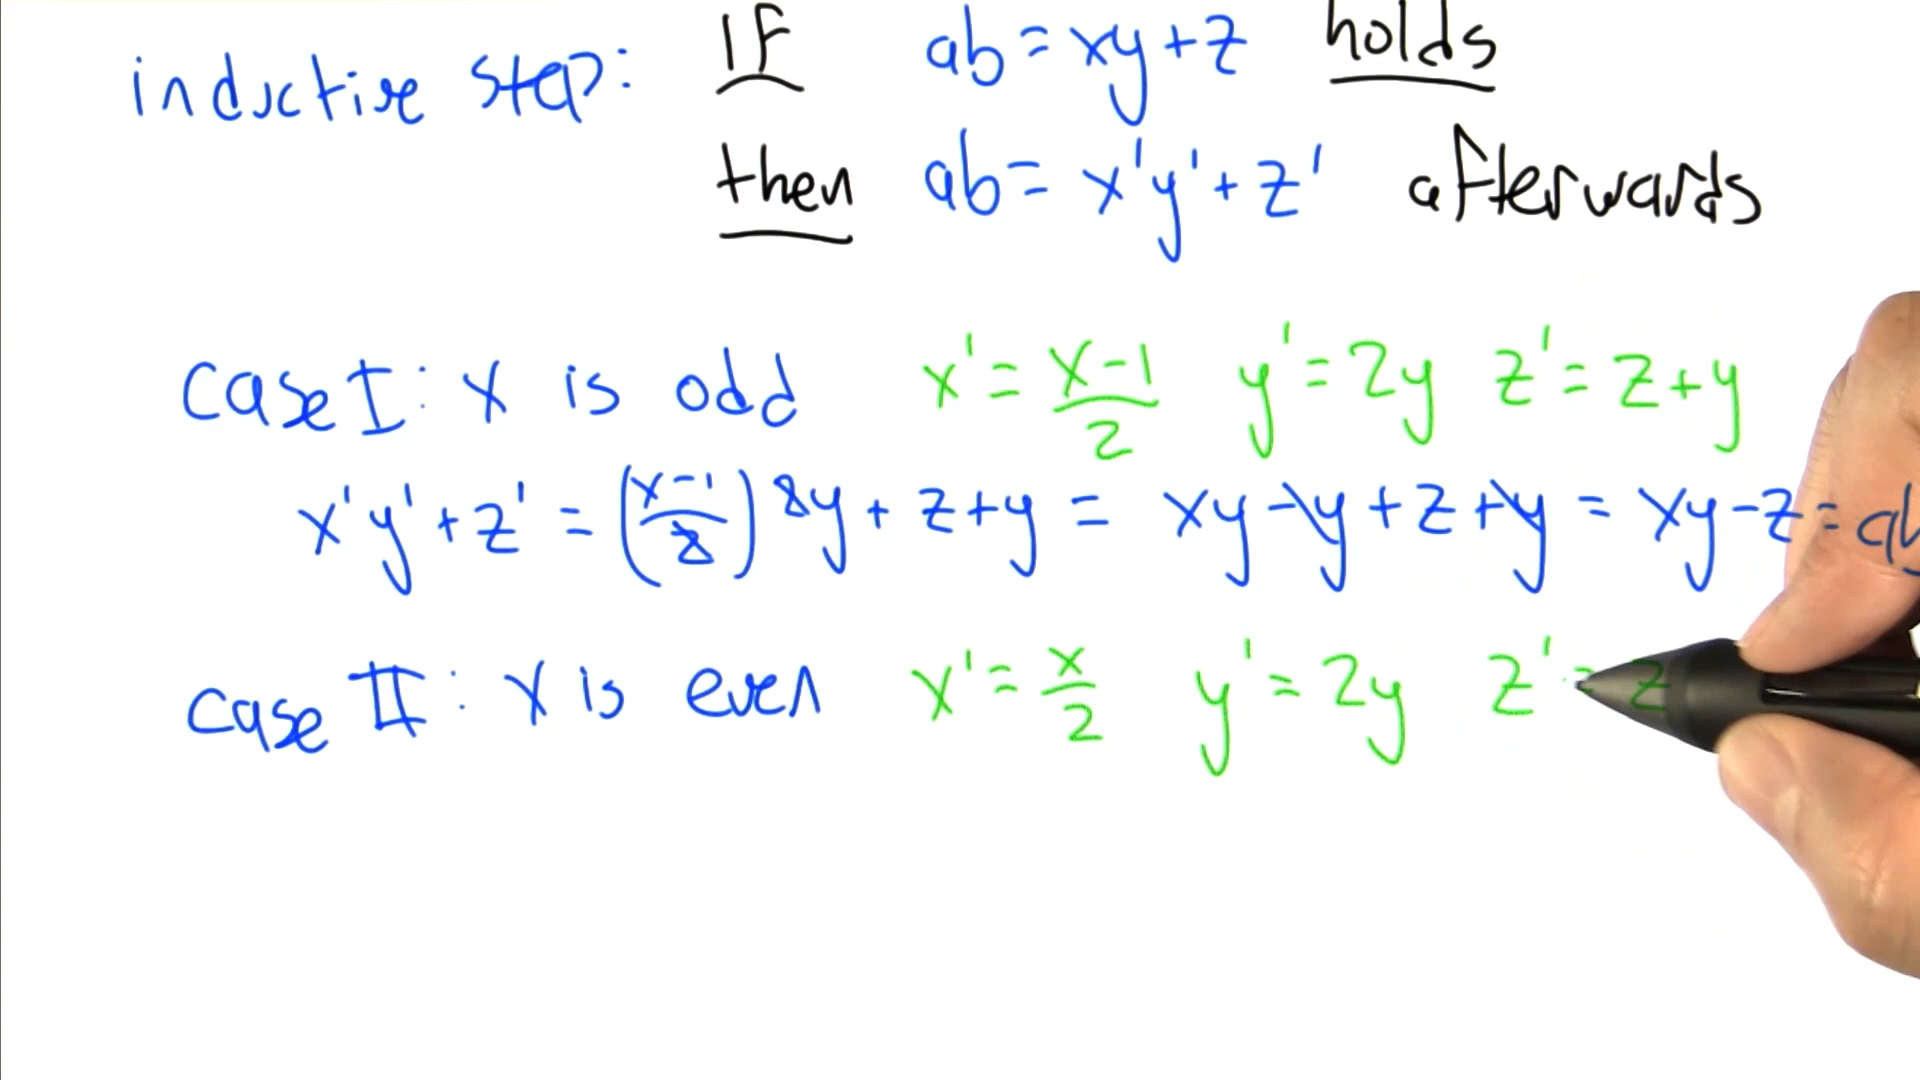 inductive step: IF ab = xy + z holds
then ab = x'y' + z' afterwards
case I: x is odd x' = (x-1)/2 y' = 2y z' = z + y
x'y' + z' = ((x-1)/2) 2y + z + y = xy - y + z + y = xy - z = ab
case II: x is even x' = x/2 y' = 2y z' = z